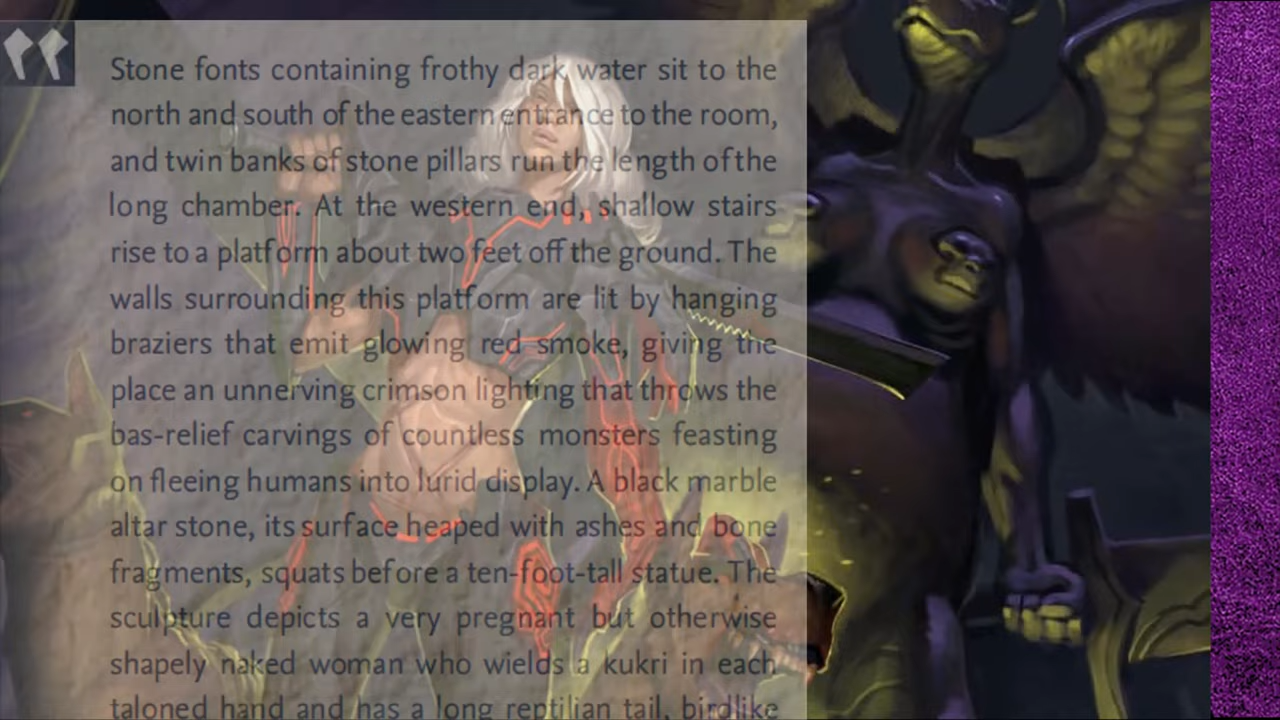 Stone fonts containing frothy dark water sit to the
north and south of the eastern entrance to the room,
and twin banks of stone pillars run the length of the
long chamber. At the western end, shallow stairs
rise to a platform about two feet off the ground. The
walls surrounding this platform are lit by hanging
braziers that emit glowing red smoke, giving the
place an unnerving crimson lighting that throws the
bas-relief carvings of countless monsters feasting
on fleeing humans into lurid display. A black marble
altar stone, its surface heaped with ashes and bone
fragments, squats before a ten-foot-tall statue. The
sculpture depicts a very pregnant but otherwise
shapely naked woman who wields a kukri in each
taloned hand and has a long reptilian tail, birdlike